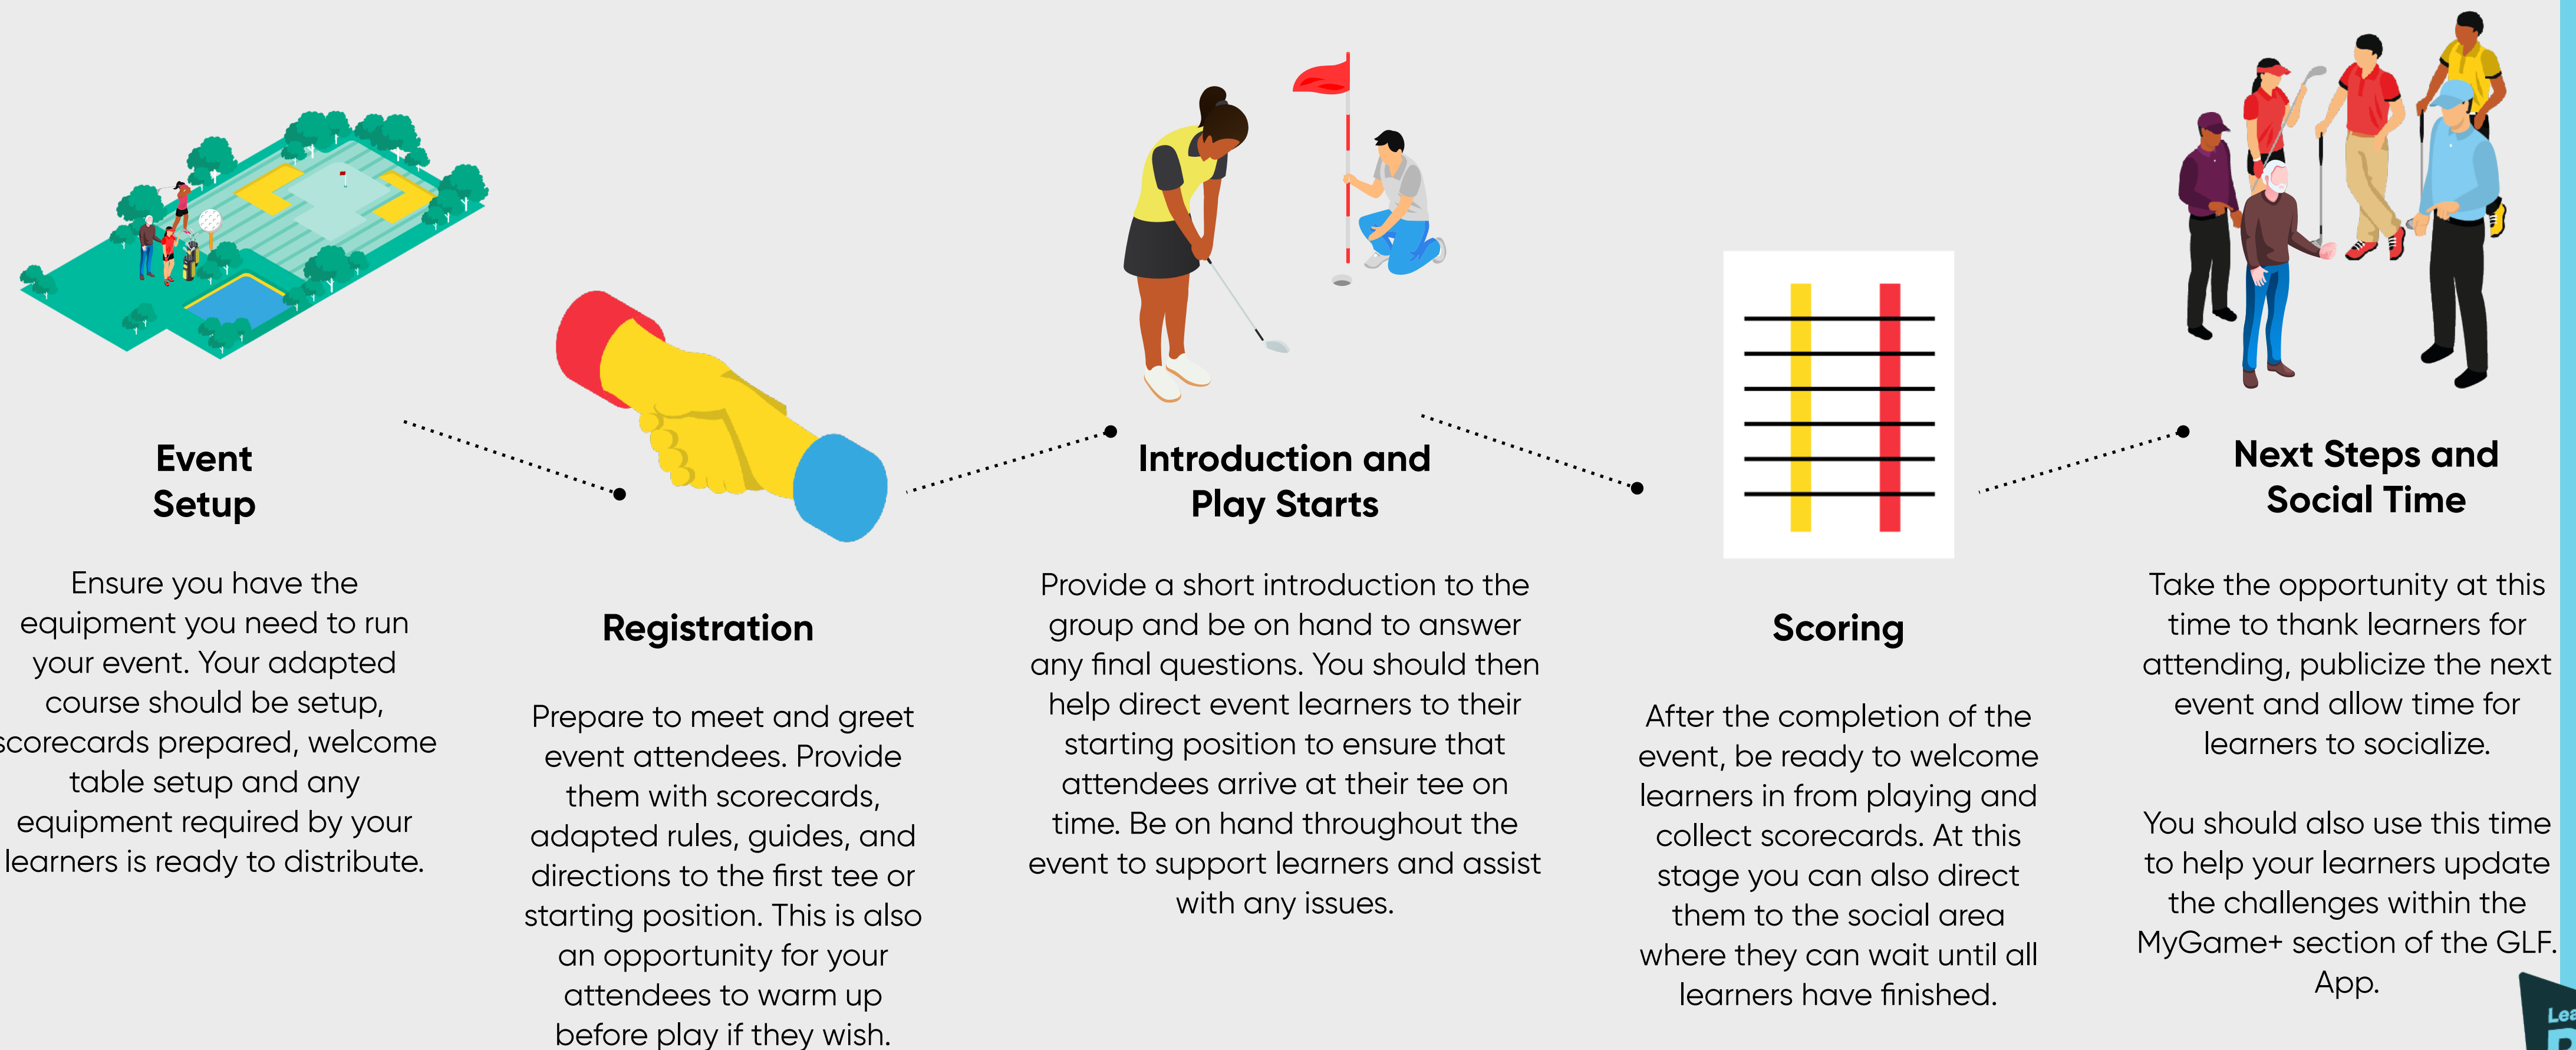 Event
Setup
Ensure you have the
equipment you need to run
your event. Your adapted
course should be setup,
scorecards prepared, welcome
table setup and any
equipment required by your
learners is ready to distribute.
Registration
Prepare to meet and greet
event attendees. Provide
them with scorecards,
adapted rules, guides, and
directions to the first tee or
starting position. This is also
an opportunity for your
attendees to warm up
before play if they wish.
Introduction and
Play Starts
Provide a short introduction to the
group and be on hand to answer
any final questions. You should then
help direct event learners to their
starting position to ensure that
attendees arrive at their tee on
time. Be on hand throughout the
event to support learners and assist
with any issues.
Scoring
After the completion of the
event, be ready to welcome
learners in from playing and
collect scorecards. At this
stage you can also direct
them to the social area
where they can wait until all
learners have finished.
Next Steps and
Social Time
Take the opportunity at this
time to thank learners for
attending, publicize the next
event and allow time for
learners to socialize.
You should also use this time
to help your learners update
the challenges within the
MyGame+ section of the GLF.
App.